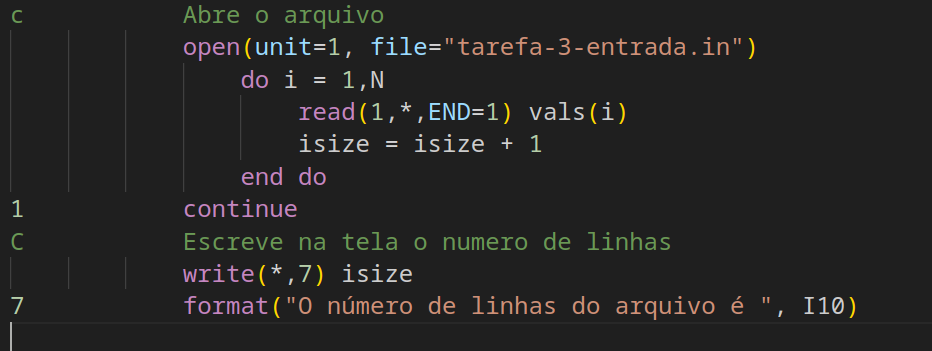 c           Abre o arquivo
            open(unit=1, file="tarefa-3-entrada.in")
                do i = 1,N
                    read(1,*,END=1) vals(i)
                    isize = isize + 1
                end do
1           continue
C           Escreve na tela o numero de linhas
            write(*,7) isize
7           format("O número de linhas do arquivo é ", I10)